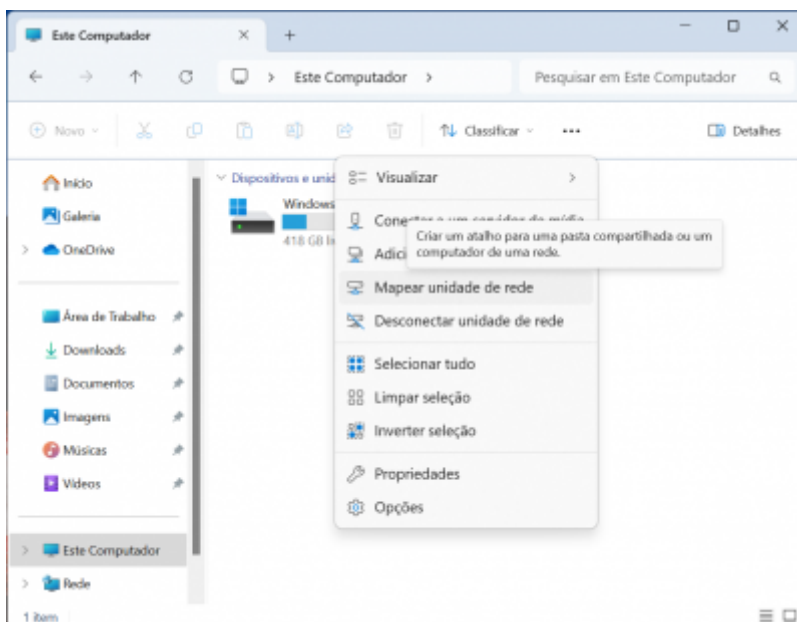 Este Computador
Este Computador
Pesquisar em Este Computador
Novo
Classificar
Detalhes
Início
Galeria
OneDrive
Área de Trabalho
Downloads
Documentos
Imagens
Músicas
Vídeos
Este Computador
Rede
Dispositivos e unid
Windows
418 GB li
Visualizar
Conectar a um servidor de mídia
Adici
Criar um atalho para uma pasta compartilhada ou um
computador de uma rede.
Mapear unidade de rede
Desconectar unidade de rede
Selecionar tudo
Limpar seleção
Inverter seleção
Propriedades
Opções
1 item